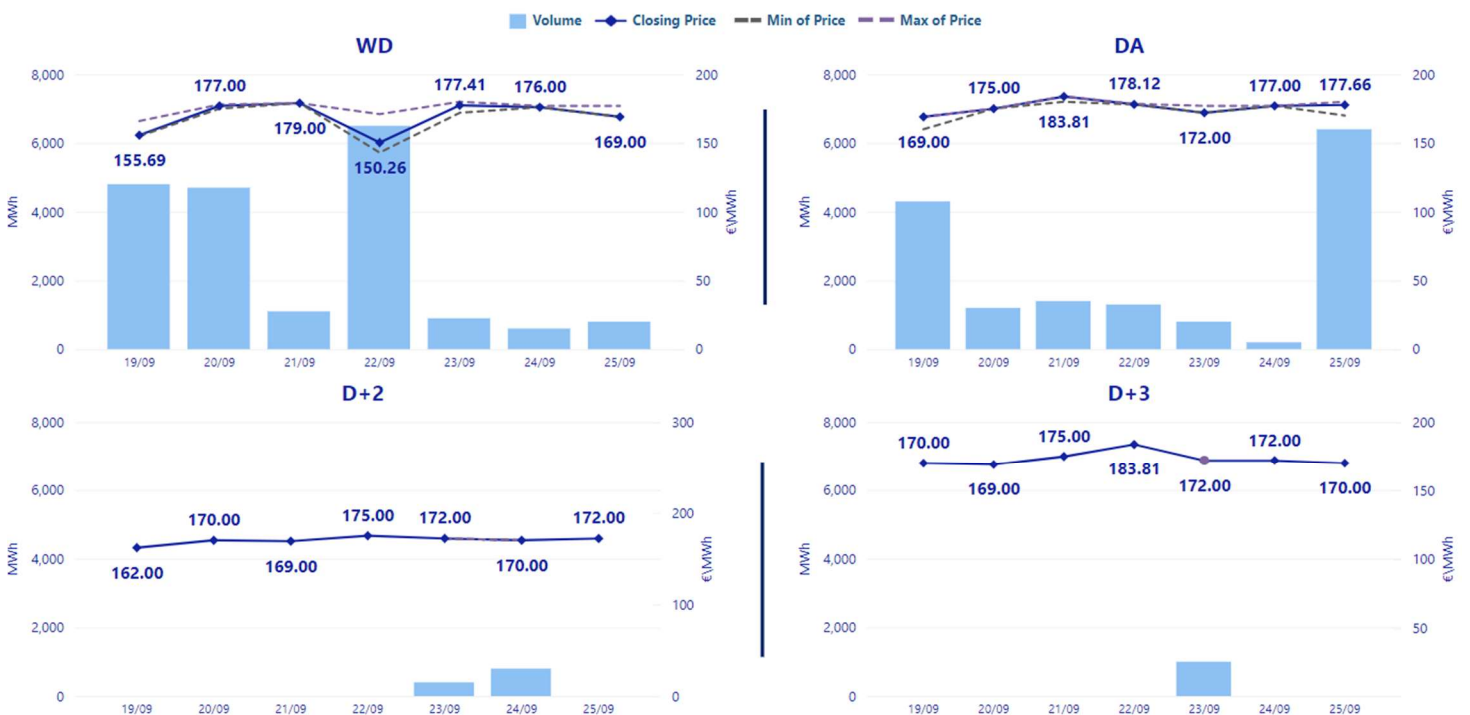 Volume Closing Price Min of Price Max of Price
WD
8,000 200
177.00 177.41 176.00
179.00
6,000 150
155.69 150.26 169.00
4,000 100
MWh €\MWh
2,000 50
0 0
19/09 20/09 21/09 22/09 23/09 24/09 25/09
DA
8,000 200
175.00 178.12 177.00 177.66
183.81
6,000 150
169.00 172.00
4,000 100
MWh €\MWh
2,000 50
0 0
19/09 20/09 21/09 22/09 23/09 24/09 25/09
D+2
8,000 300
6,000
170.00 175.00 172.00 172.00 200
4,000
162.00 169.00 170.00
MWh €\MWh
100
2,000
0 0
19/09 20/09 21/09 22/09 23/09 24/09 25/09
D+3
8,000 200
170.00 175.00 172.00
183.81
6,000 150
169.00 172.00 170.00
4,000 100
MWh €\MWh
2,000 50
0
19/09 20/09 21/09 22/09 23/09 24/09 25/09